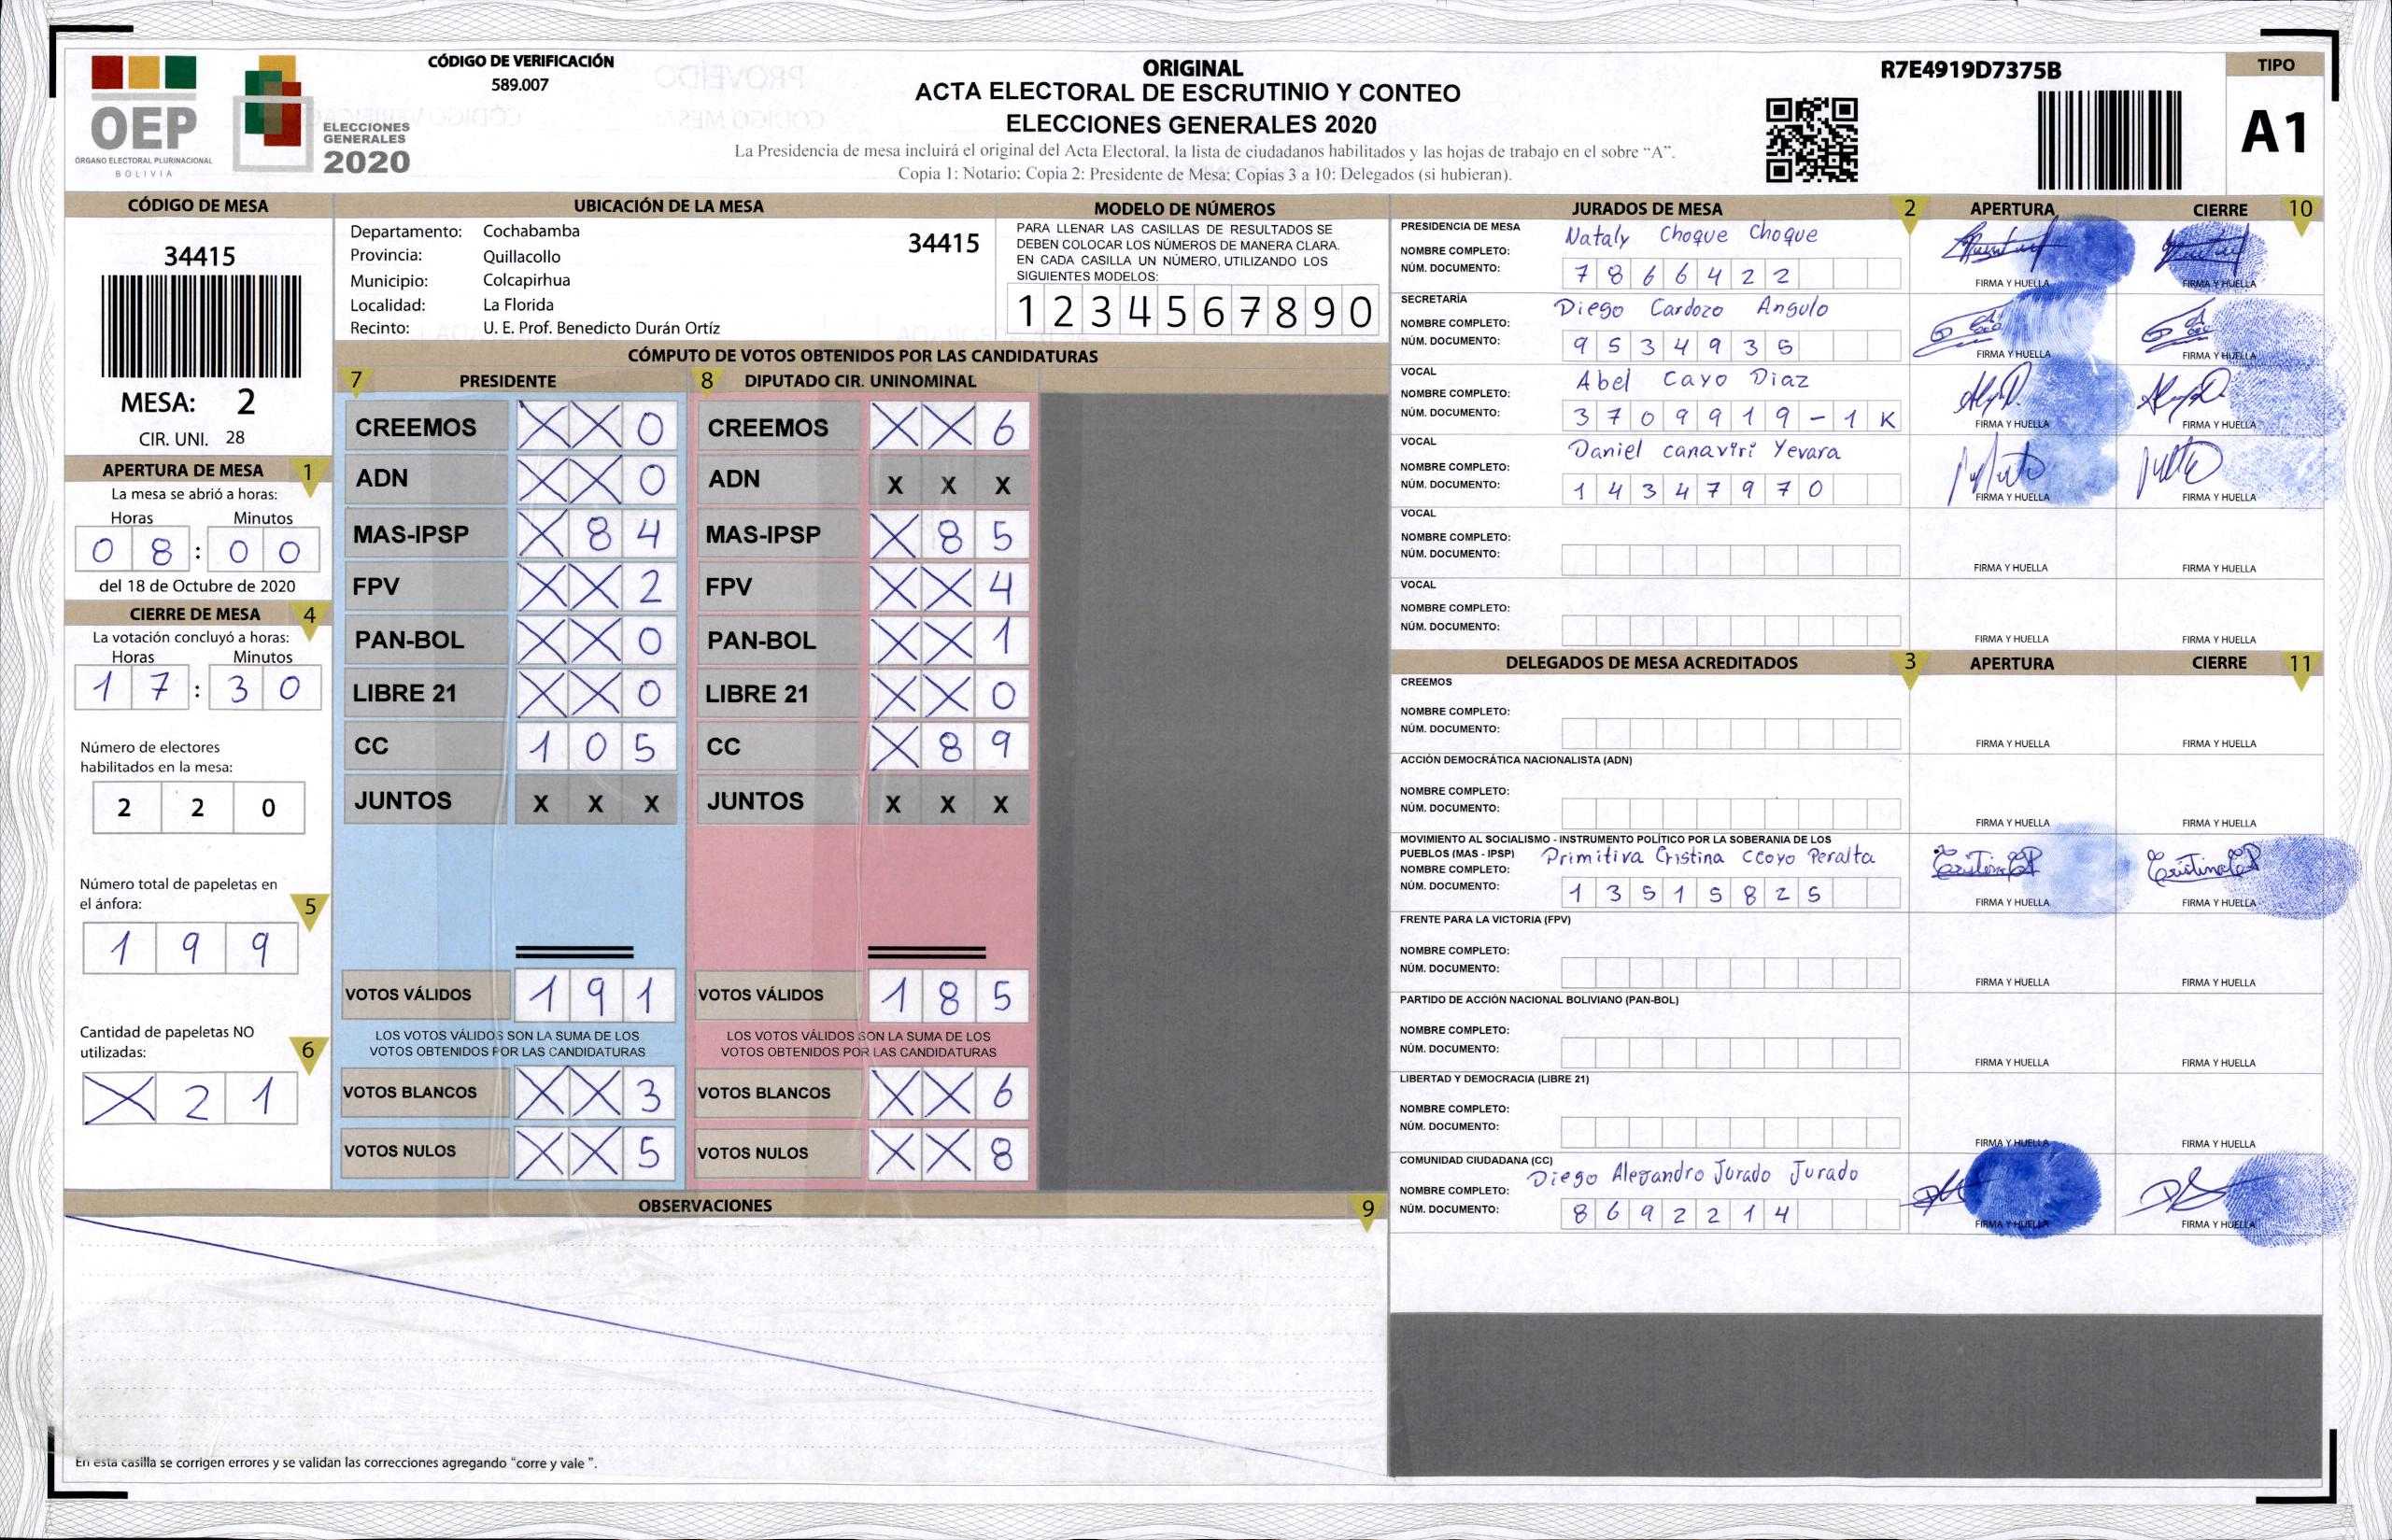 OEP
ÓRGANO ELECTORAL PLURINACIONAL
BOLIVIA
ELECCIONES
GENERALES
2020
CÓDIGO DE VERIFICACIÓN
589.007
ORIGINAL
ACTA ELECTORAL DE ESCRUTINIO Y CONTEO
ELECCIONES GENERALES 2020
La Presidencia de mesa incluirá el original del Acta Electoral, la lista de ciudadanos habilitados y las hojas de trabajo en el sobre “A”.
Copia 1: Notario; Copia 2: Presidente de Mesa; Copias 3 a 10: Delegados (si hubieran).
R7E4919D7375B
TIPO
A1
CÓDIGO DE MESA
34415
MESA: 2
CIR. UNI. 28
APERTURA DE MESA 1
La mesa se abrió a horas:
Horas Minutos
0 8 : 0 0
del 18 de Octubre de 2020
CIERRE DE MESA 4
La votación concluyó a horas:
Horas Minutos
1 7 : 3 0
Número de electores
habilitados en la mesa:
2 2 0
Número total de papeletas en
el ánfora: 5
1 9 9
Cantidad de papeletas NO
utilizadas: 6
X 2 1
UBICACIÓN DE LA MESA
Departamento: Cochabamba 34415
Provincia: Quillacollo
Municipio: Colcapirhua
Localidad: La Florida
Recinto: U. E. Prof. Benedicto Durán Ortíz
MODELO DE NÚMEROS
PARA LLENAR LAS CASILLAS DE RESULTADOS SE
DEBEN COLOCAR LOS NÚMEROS DE MANERA CLARA.
EN CADA CASILLA UN NÚMERO, UTILIZANDO LOS
SIGUIENTES MODELOS:
1 2 3 4 5 6 7 8 9 0
CÓMPUTO DE VOTOS OBTENIDOS POR LAS CANDIDATURAS
7 PRESIDENTE
CREEMOS X X 0
ADN X X 0
MAS-IPSP X 8 4
FPV X X 2
PAN-BOL X X 0
LIBRE 21 X X 0
CC 1 0 5
JUNTOS X X X
VOTOS VÁLIDOS 1 9 1
LOS VOTOS VÁLIDOS SON LA SUMA DE LOS
VOTOS OBTENIDOS POR LAS CANDIDATURAS
VOTOS BLANCOS X X 3
VOTOS NULOS X X 5
8 DIPUTADO CIR. UNINOMINAL
CREEMOS X X 6
ADN X X X
MAS-IPSP X 8 5
FPV X X 4
PAN-BOL X X 1
LIBRE 21 X X 0
CC X 8 9
JUNTOS X X X
VOTOS VÁLIDOS 1 8 5
LOS VOTOS VÁLIDOS SON LA SUMA DE LOS
VOTOS OBTENIDOS POR LAS CANDIDATURAS
VOTOS BLANCOS X X 6
VOTOS NULOS X X 8
OBSERVACIONES 9
En esta casilla se corrigen errores y se validan las correcciones agregando “corre y vale ”.
JURADOS DE MESA 2 APERTURA CIERRE 10
PRESIDENCIA DE MESA
NOMBRE COMPLETO: Nataly Choque Choque
NÚM. DOCUMENTO: 7 8 6 6 4 2 2
FIRMA Y HUELLA FIRMA Y HUELLA
SECRETARÍA
NOMBRE COMPLETO: Diego Cardozo Angulo
NÚM. DOCUMENTO: 9 5 3 4 9 3 5
FIRMA Y HUELLA FIRMA Y HUELLA
VOCAL
NOMBRE COMPLETO: Abel Cayo Diaz
NÚM. DOCUMENTO: 3 7 0 9 9 1 9 - 1 K
FIRMA Y HUELLA FIRMA Y HUELLA
VOCAL
NOMBRE COMPLETO: Daniel canaviri Yevara
NÚM. DOCUMENTO: 1 4 3 4 7 9 7 0
FIRMA Y HUELLA FIRMA Y HUELLA
VOCAL
NOMBRE COMPLETO:
NÚM. DOCUMENTO:
FIRMA Y HUELLA FIRMA Y HUELLA
VOCAL
NOMBRE COMPLETO:
NÚM. DOCUMENTO:
FIRMA Y HUELLA FIRMA Y HUELLA
DELEGADOS DE MESA ACREDITADOS 3 APERTURA CIERRE 11
CREEMOS
NOMBRE COMPLETO:
NÚM. DOCUMENTO:
FIRMA Y HUELLA FIRMA Y HUELLA
ACCIÓN DEMOCRÁTICA NACIONALISTA (ADN)
NOMBRE COMPLETO:
NÚM. DOCUMENTO:
FIRMA Y HUELLA FIRMA Y HUELLA
MOVIMIENTO AL SOCIALISMO - INSTRUMENTO POLÍTICO POR LA SOBERANIA DE LOS
PUEBLOS (MAS - IPSP) Primitiva Cristina Ccoyo Peralta
NOMBRE COMPLETO:
NÚM. DOCUMENTO: 1 3 5 1 5 8 2 5
FIRMA Y HUELLA FIRMA Y HUELLA
FRENTE PARA LA VICTORIA (FPV)
NOMBRE COMPLETO:
NÚM. DOCUMENTO:
FIRMA Y HUELLA FIRMA Y HUELLA
PARTIDO DE ACCIÓN NACIONAL BOLIVIANO (PAN-BOL)
NOMBRE COMPLETO:
NÚM. DOCUMENTO:
FIRMA Y HUELLA FIRMA Y HUELLA
LIBERTAD Y DEMOCRACIA (LIBRE 21)
NOMBRE COMPLETO:
NÚM. DOCUMENTO:
FIRMA Y HUELLA FIRMA Y HUELLA
COMUNIDAD CIUDADANA (CC)
NOMBRE COMPLETO: Diego Alejandro Jurado Jurado
NÚM. DOCUMENTO: 8 6 9 2 2 1 4
FIRMA Y HUELLA FIRMA Y HUELLA